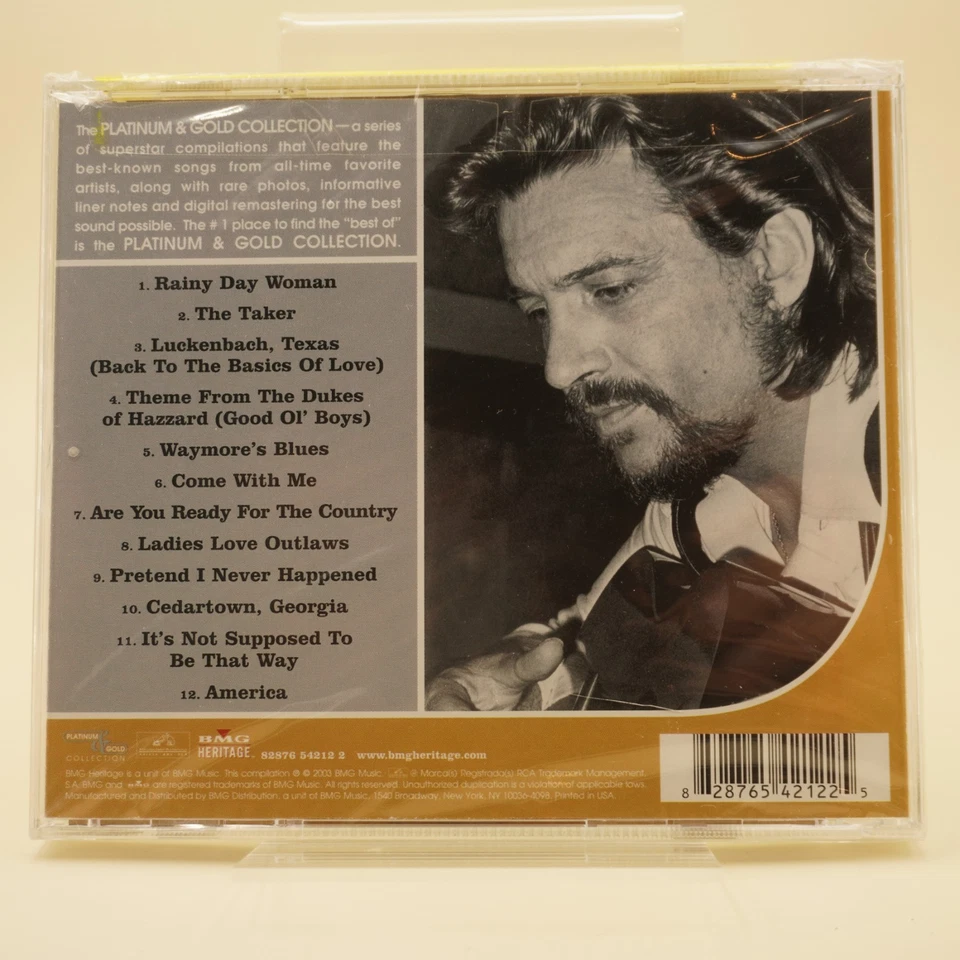 The PLATINUM & GOLD COLLECTION—a series
of superstar compilations that feature the
best-known songs from all-time favorite
artists, along with rare photos, informative
liner notes and digital remastering for the best
sound possible. The #1 place to find the "best of"
is the PLATINUM & GOLD COLLECTION.
1. Rainy Day Woman
2. The Taker
3. Luckenbach, Texas
(Back To The Basics Of Love)
4. Theme From The Dukes
of Hazzard (Good Ol' Boys)
5. Waymore's Blues
6. Come With Me
7. Are You Ready For The Country
8. Ladies Love Outlaws
9. Pretend I Never Happened
10. Cedartown, Georgia
11. It's Not Supposed To
Be That Way
12. America
PLATINUM & GOLD
COLLECTION
BMG
HERITAGE
82876 54212 2 www.bmgheritage.com
BMG Heritage is a unit of BMG Music. This compilation ℗ © 2003 BMG Music. ® Marca(s) Registrada(s) RCA Trademark Management,
S.A. BMG and are registered trademarks of BMG Music. All rights reserved. Unauthorized duplication is a violation of applicable laws.
Manufactured and Distributed by BMG Distribution, a unit of BMG Music, 1540 Broadway, New York, NY 10036-4098. Printed in USA.
8 28765 42122 5